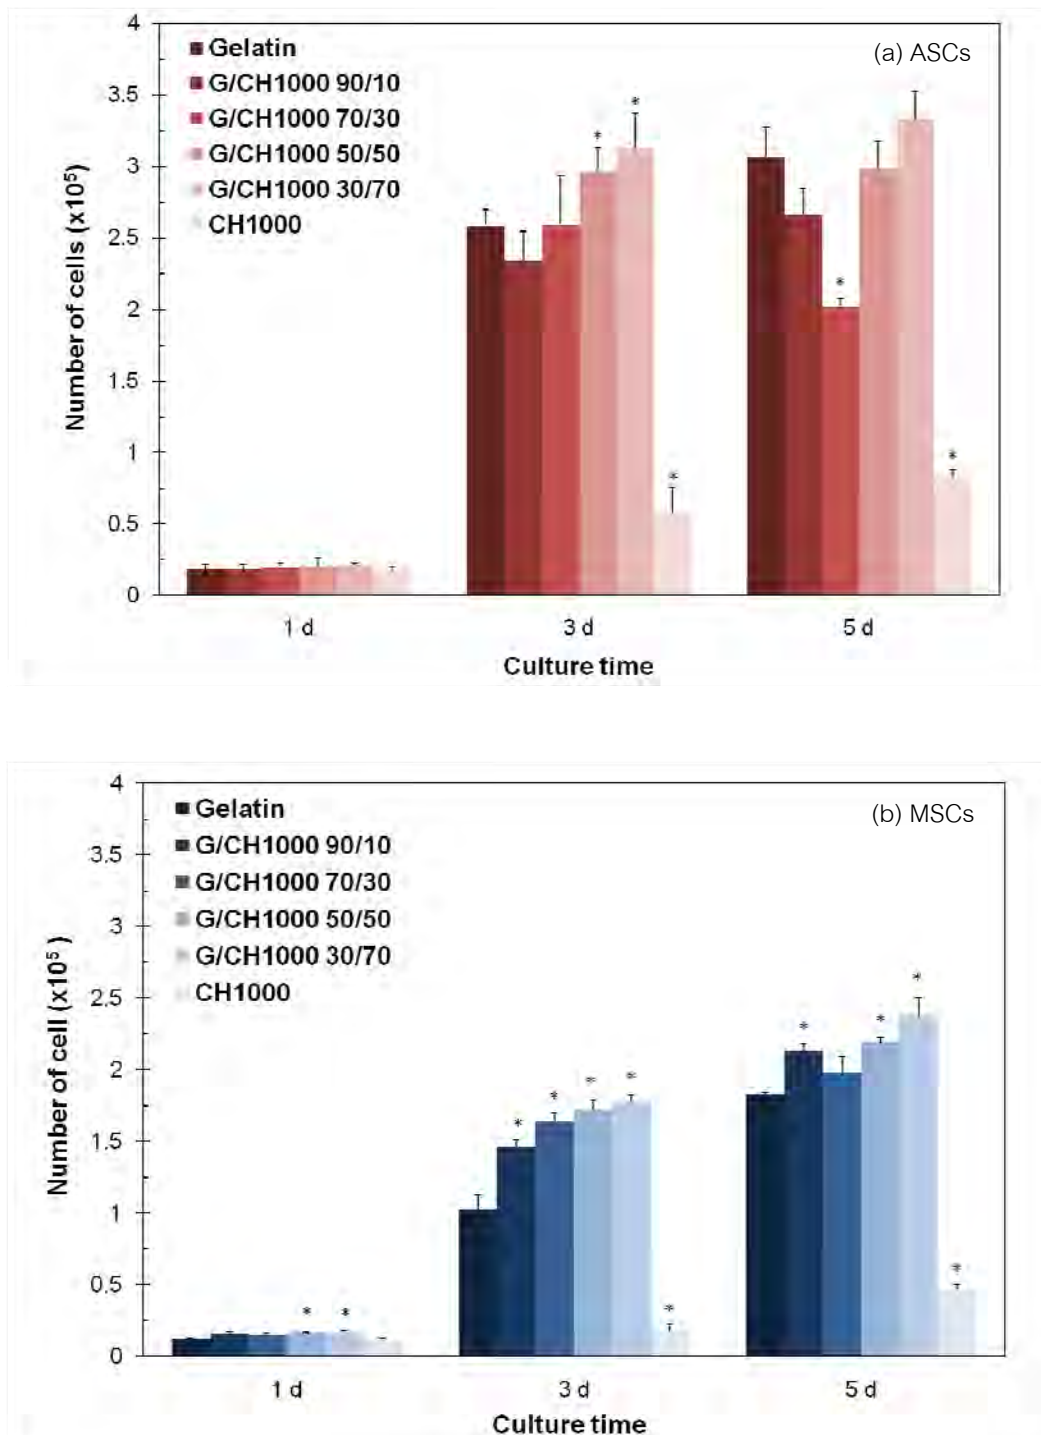 4
(a) ASCs
Gelatin
3.5
G/CH1000 90/10
G/CH1000 70/30
3
G/CH1000 50/50
G/CH1000 30/70
CH1000
2.5
2
1.5
1
0.5
0
Number of cells (x10⁵)
* * * * *
1 d 3 d 5 d
Culture time
4
(b) MSCs
Gelatin
3.5
G/CH1000 90/10
G/CH1000 70/30
3
G/CH1000 50/50
G/CH1000 30/70
2.5
CH1000
2
1.5
1
0.5
0
Number of cell (x10⁵ )
* * * * * * * * * * *
1 d 3 d 5 d
Culture time